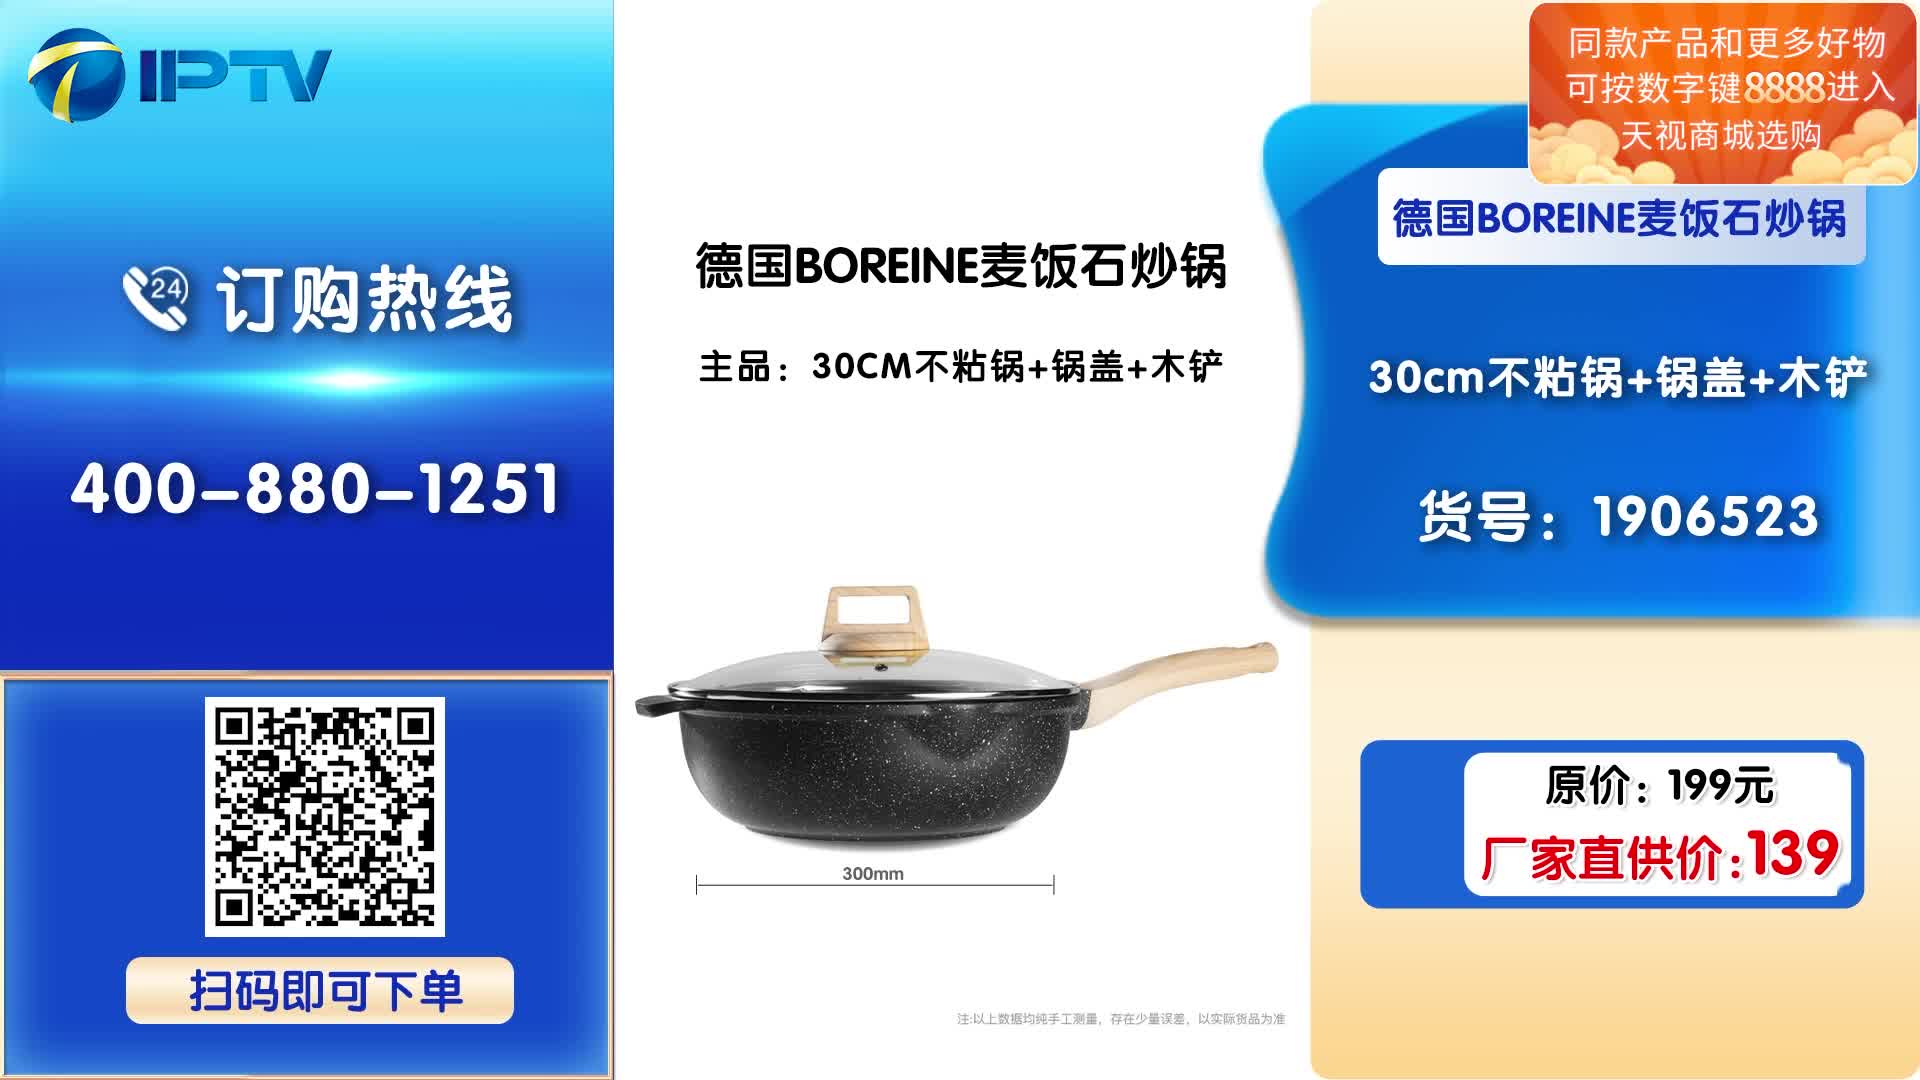 IPTV
24
订购热线
400-880-1251
扫码即可下单
德国BOREINE麦饭石炒锅
主品：30CM不粘锅+锅盖+木铲
300mm
注:以上数据均纯手工测量，存在少量误差，以实际货品为准
同款产品和更多好物
可按数字键8888进入
天视商城选购
德国BOREINE麦饭石炒锅
30cm不粘锅+锅盖+木铲
货号：1906523
原价：199元
厂家直供价:139